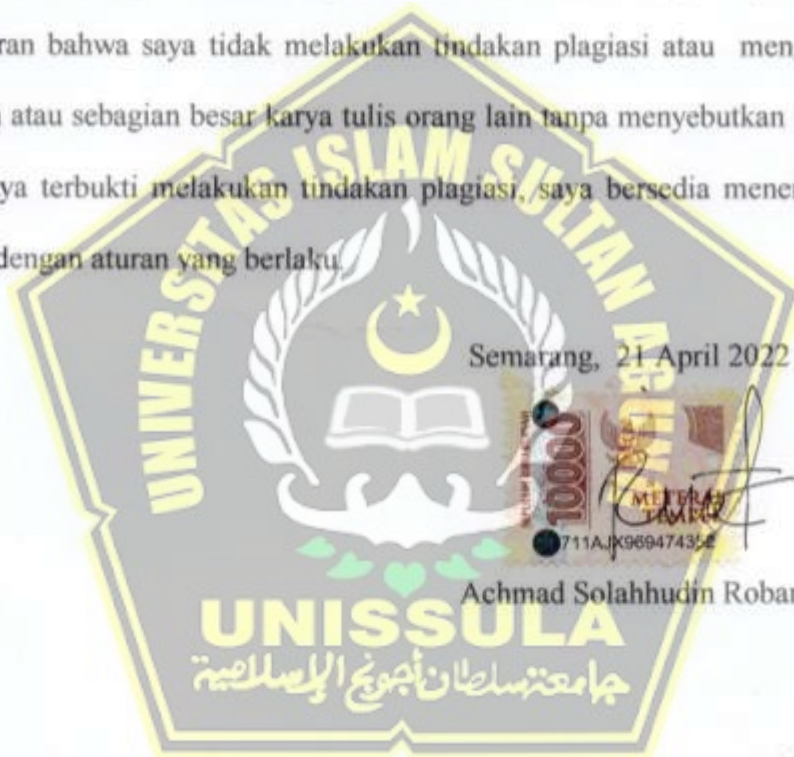 ran bahwa saya tidak melakukan tindakan plagiasi atau men
atau sebagian besar karya tulis orang lain tanpa menyebutkan
ya terbukti melakukan tindakan plagiasi, saya bersedia mene
dengan aturan yang berlaku.
UNIVERSITAS ISLAM SULTAN AGUNG
Semarang, 21 April 2022
10000
METERAI
TEMPEL
711AJX969474352
Achmad Solahhudin Roba
UNISSULA
جامعة سلطان أجونج الإسلامية